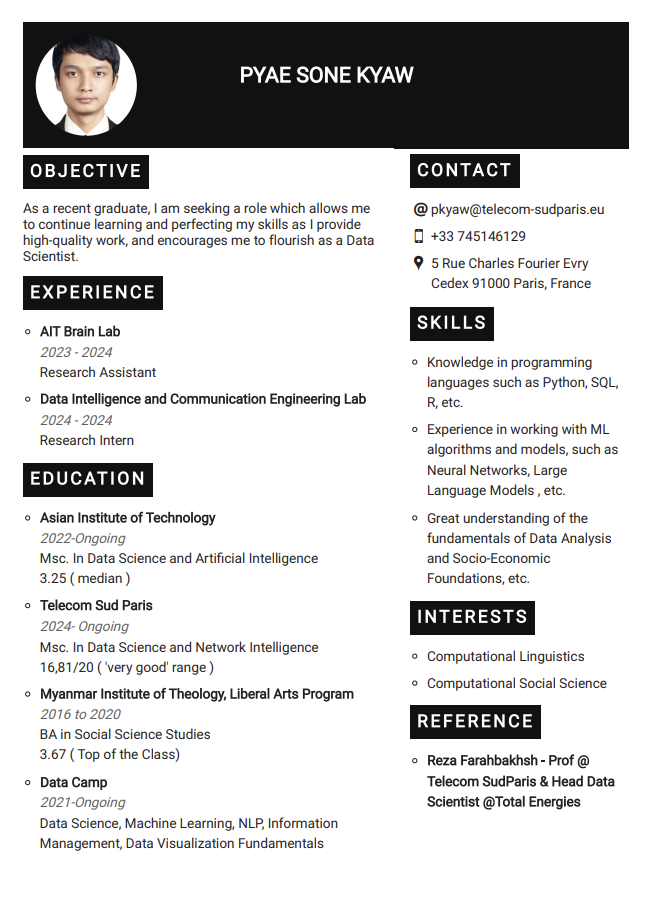 PYAE SONE KYAW
OBJECTIVE
As a recent graduate, I am seeking a role which allows me
to continue learning and perfecting my skills as I provide
high-quality work, and encourages me to flourish as a Data
Scientist.
EXPERIENCE
AIT Brain Lab
2023 - 2024
Research Assistant
Data Intelligence and Communication Engineering Lab
2024 - 2024
Research Intern
EDUCATION
Asian Institute of Technology
2022-Ongoing
Msc. In Data Science and Artificial Intelligence
3.25 ( median )
Telecom Sud Paris
2024- Ongoing
Msc. In Data Science and Network Intelligence
16,81/20 ( 'very good' range )
Myanmar Institute of Theology, Liberal Arts Program
2016 to 2020
BA in Social Science Studies
3.67 ( Top of the Class)
Data Camp
2021-Ongoing
Data Science, Machine Learning, NLP, Information
Management, Data Visualization Fundamentals
CONTACT
@ pkyaw@telecom-sudparis.eu
+33 745146129
5 Rue Charles Fourier Evry
Cedex 91000 Paris, France
SKILLS
Knowledge in programming
languages such as Python, SQL,
R, etc.
Experience in working with ML
algorithms and models, such as
Neural Networks, Large
Language Models , etc.
Great understanding of the
fundamentals of Data Analysis
and Socio-Economic
Foundations, etc.
INTERESTS
Computational Linguistics
Computational Social Science
REFERENCE
Reza Farahbakhsh - Prof @
Telecom SudParis & Head Data
Scientist @Total Energies